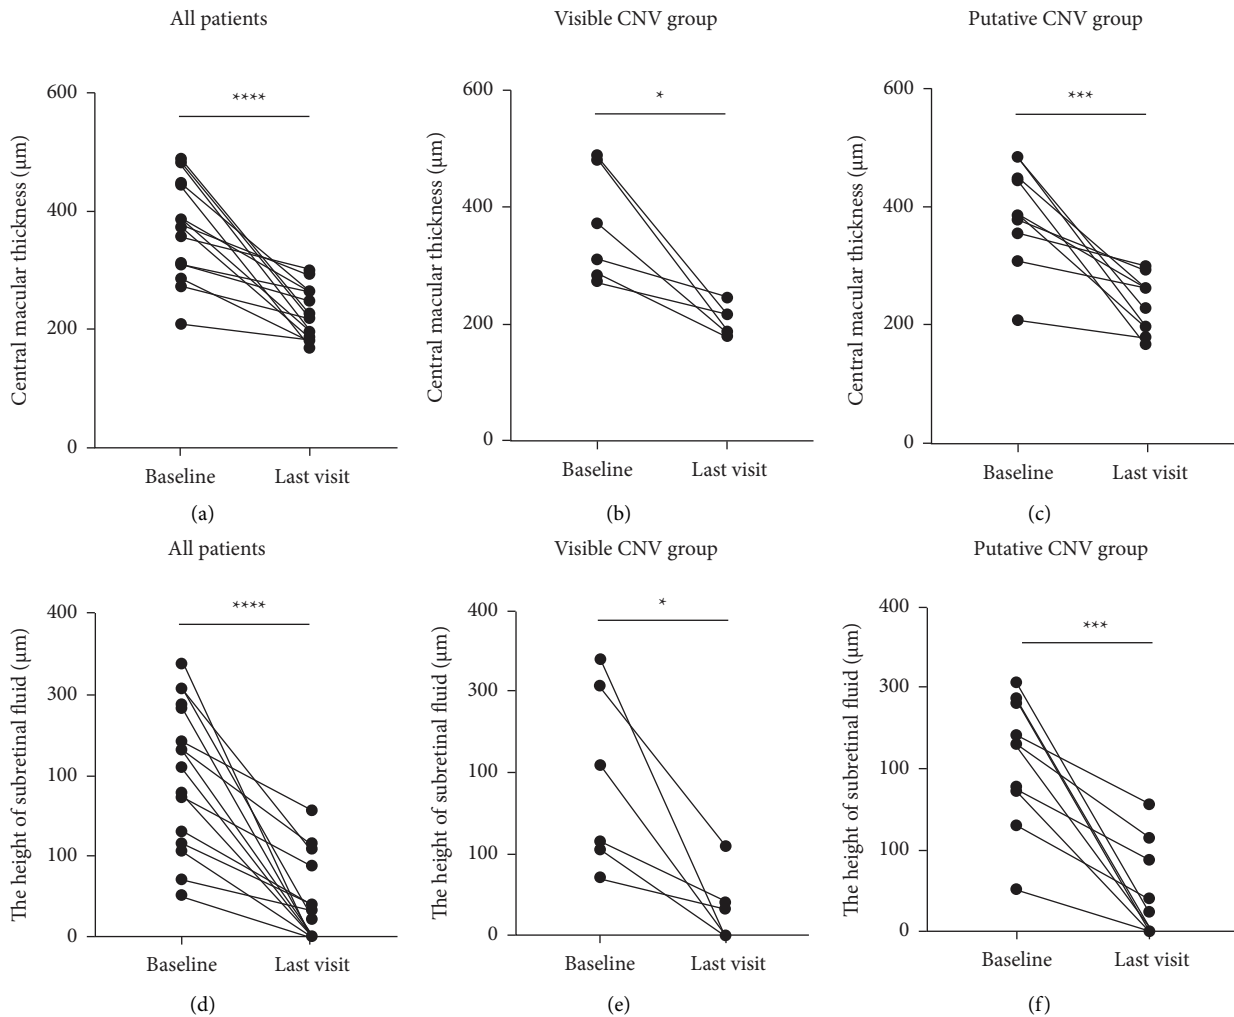 All patients
Visible CNV group
Putative CNV group
Central macular thickness (μm)
600
400
200
0
****
Baseline
Last visit
(a)
Central macular thickness (μm)
600
400
200
0
*
Baseline
Last visit
(b)
Central macular thickness (μm)
600
400
200
0
***
Baseline
Last visit
(c)
All patients
Visible CNV group
Putative CNV group
The height of subretinal fluid (μm)
400
300
100
100
0
****
Baseline
Last visit
(d)
The height of subretinal fluid (μm)
400
300
100
100
0
*
Baseline
Last visit
(e)
The height of subretinal fluid (μm)
400
300
100
100
0
***
Baseline
Last visit
(f)